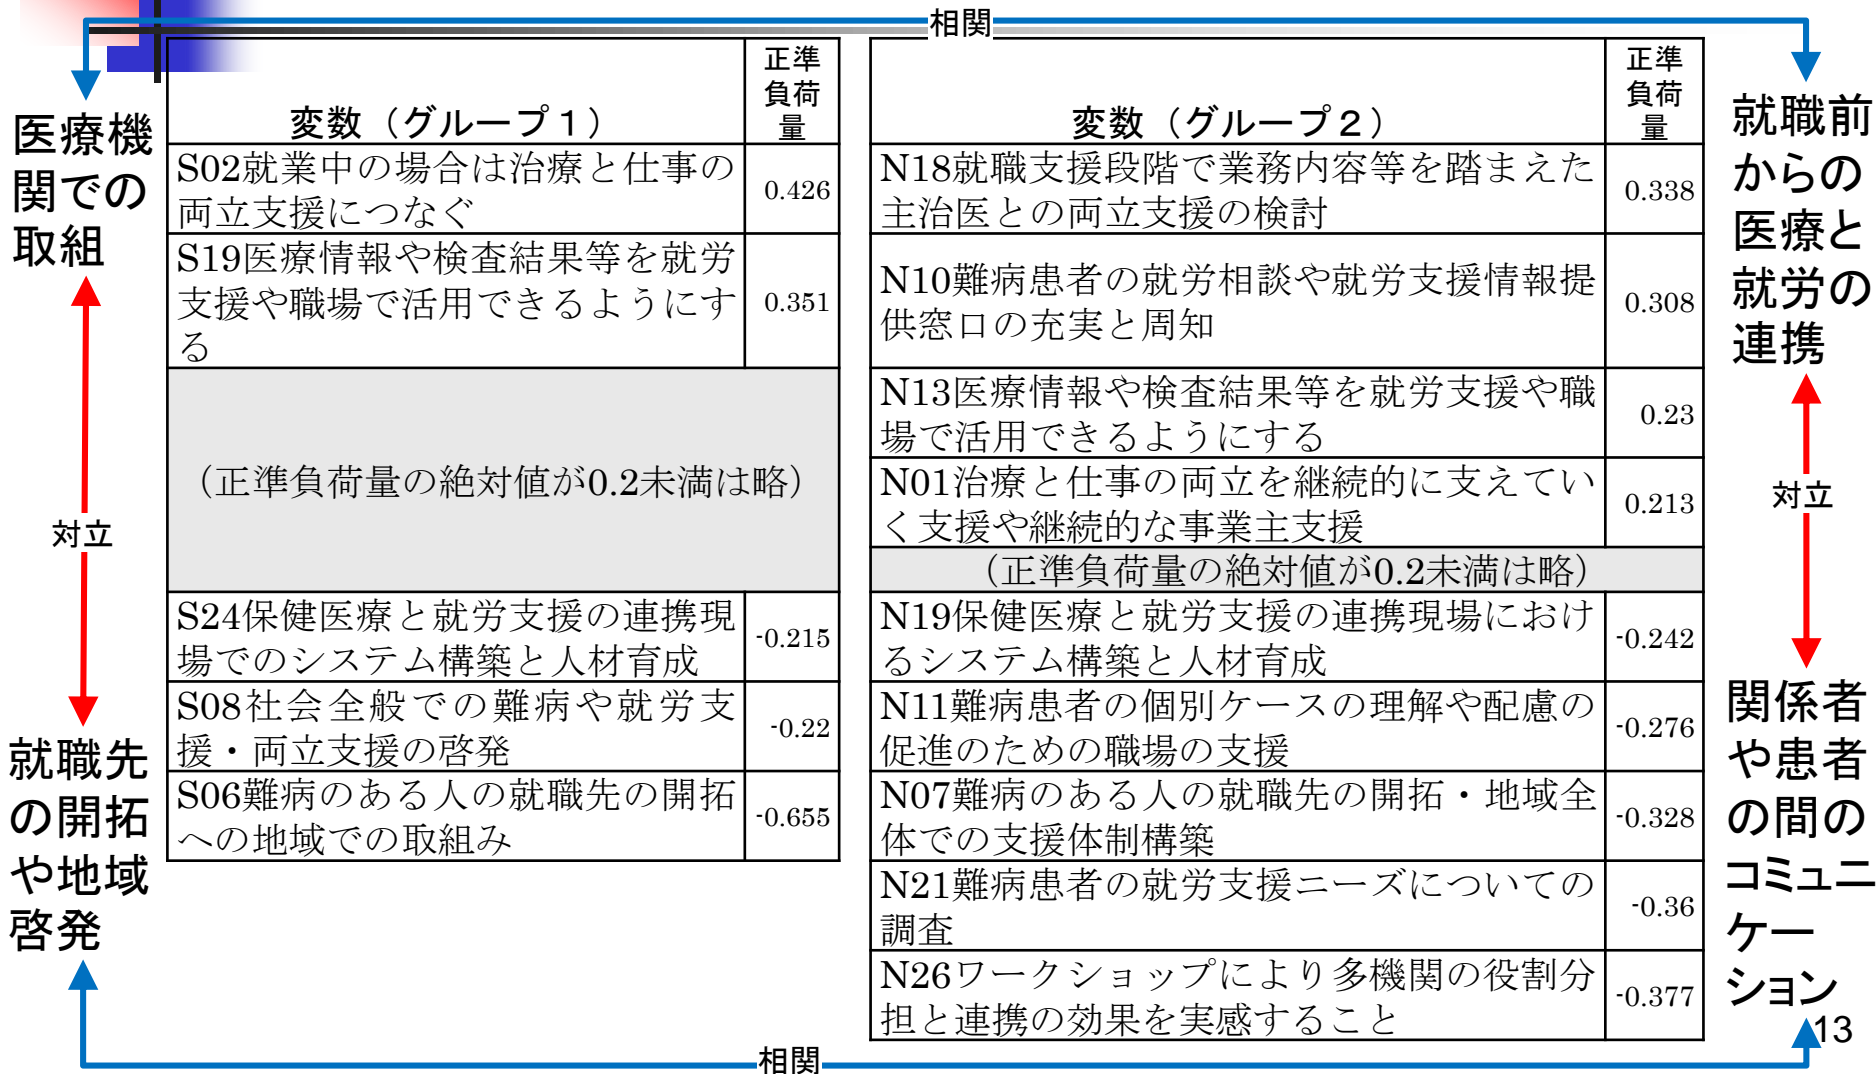 相関
医療機
関での
取組
対立
就職先
の開拓
や地域
啓発
変数（グループ１）
正準
負荷
量
S02就業中の場合は治療と仕事の
両立支援につなぐ
0.426
S19医療情報や検査結果等を就労
支援や職場で活用できるようにす
る
0.351
（正準負荷量の絶対値が0.2未満は略）
S24保健医療と就労支援の連携現
場でのシステム構築と人材育成
-0.215
S08社会全般での難病や就労支
援・両立支援の啓発
-0.22
S06難病のある人の就職先の開拓
への地域での取組み
-0.655
変数（グループ２）
正準
負荷
量
N18就職支援段階で業務内容等を踏まえた
主治医との両立支援の検討
0.338
N10難病患者の就労相談や就労支援情報提
供窓口の充実と周知
0.308
N13医療情報や検査結果等を就労支援や職
場で活用できるようにする
0.23
N01治療と仕事の両立を継続的に支えてい
く支援や継続的な事業主支援
0.213
（正準負荷量の絶対値が0.2未満は略）
N19保健医療と就労支援の連携現場におけ
るシステム構築と人材育成
-0.242
N11難病患者の個別ケースの理解や配慮の
促進のための職場の支援
-0.276
N07難病のある人の就職先の開拓・地域全
体での支援体制構築
-0.328
N21難病患者の就労支援ニーズについての
調査
-0.36
N26ワークショップにより多機関の役割分
担と連携の効果を実感すること
-0.377
就職前
からの
医療と
就労の
連携
対立
関係者
や患者
の間の
コミュニ
ケー
ション
13
相関